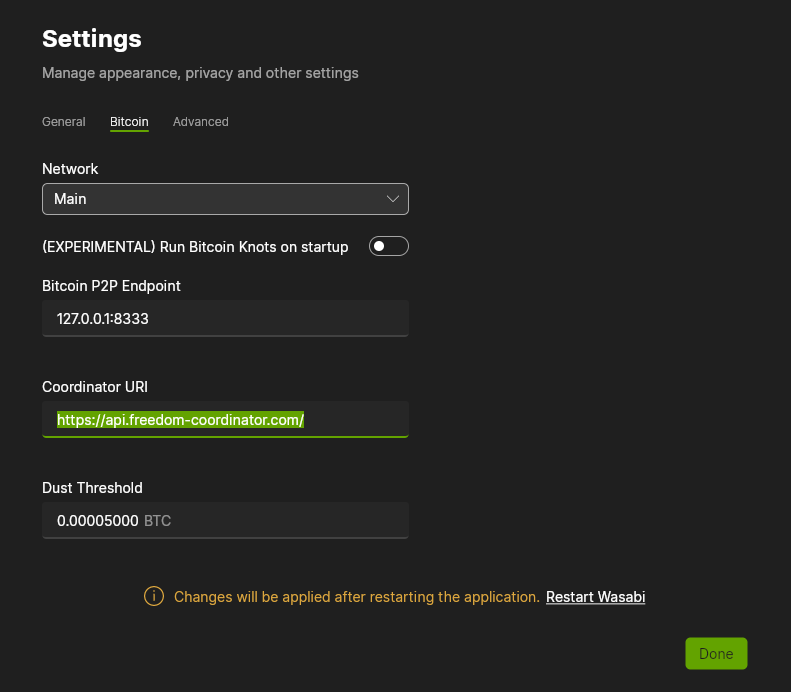 Settings
Manage appearance, privacy and other settings
General Bitcoin Advanced
Network
Main
(EXPERIMENTAL) Run Bitcoin Knots on startup
Bitcoin P2P Endpoint
127.0.0.1:8333
Coordinator URI
https://api.freedom-coordinator.com/
Dust Threshold
0.00005000 BTC
Changes will be applied after restarting the application. Restart Wasabi
Done